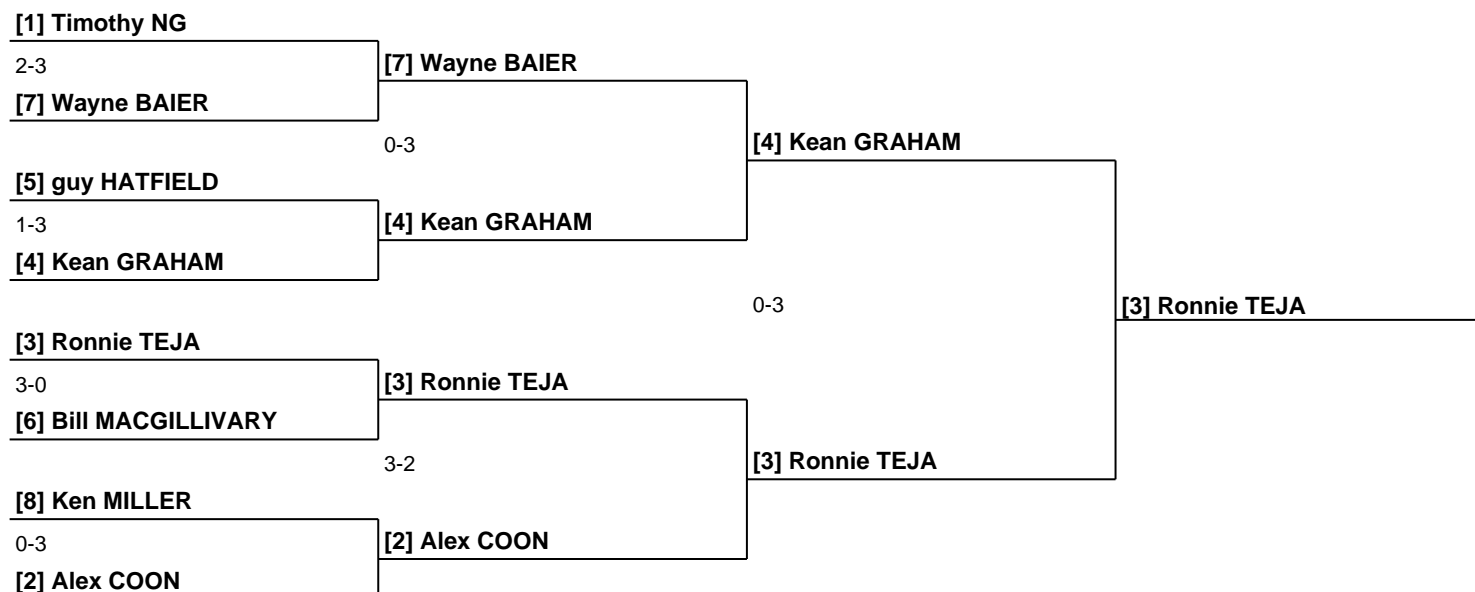 [1] Timothy NG
2-3
[7] Wayne BAIER
[7] Wayne BAIER
0-3
[4] Kean GRAHAM
[5] guy HATFIELD
1-3
[4] Kean GRAHAM
[4] Kean GRAHAM
0-3
[3] Ronnie TEJA
[3] Ronnie TEJA
3-0
[3] Ronnie TEJA
[6] Bill MACGILLIVARY
3-2
[3] Ronnie TEJA
[8] Ken MILLER
0-3
[2] Alex COON
[2] Alex COON